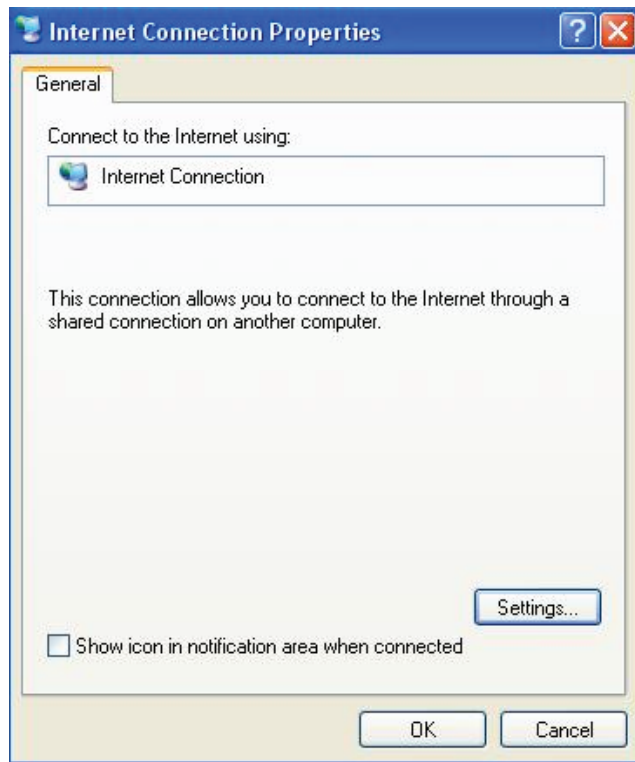 Internet Connection Properties
General
Connect to the Internet using:
Internet Connection
This connection allows you to connect to the Internet through a
shared connection on another computer.
Settings...
Show icon in notification area when connected
OK
Cancel